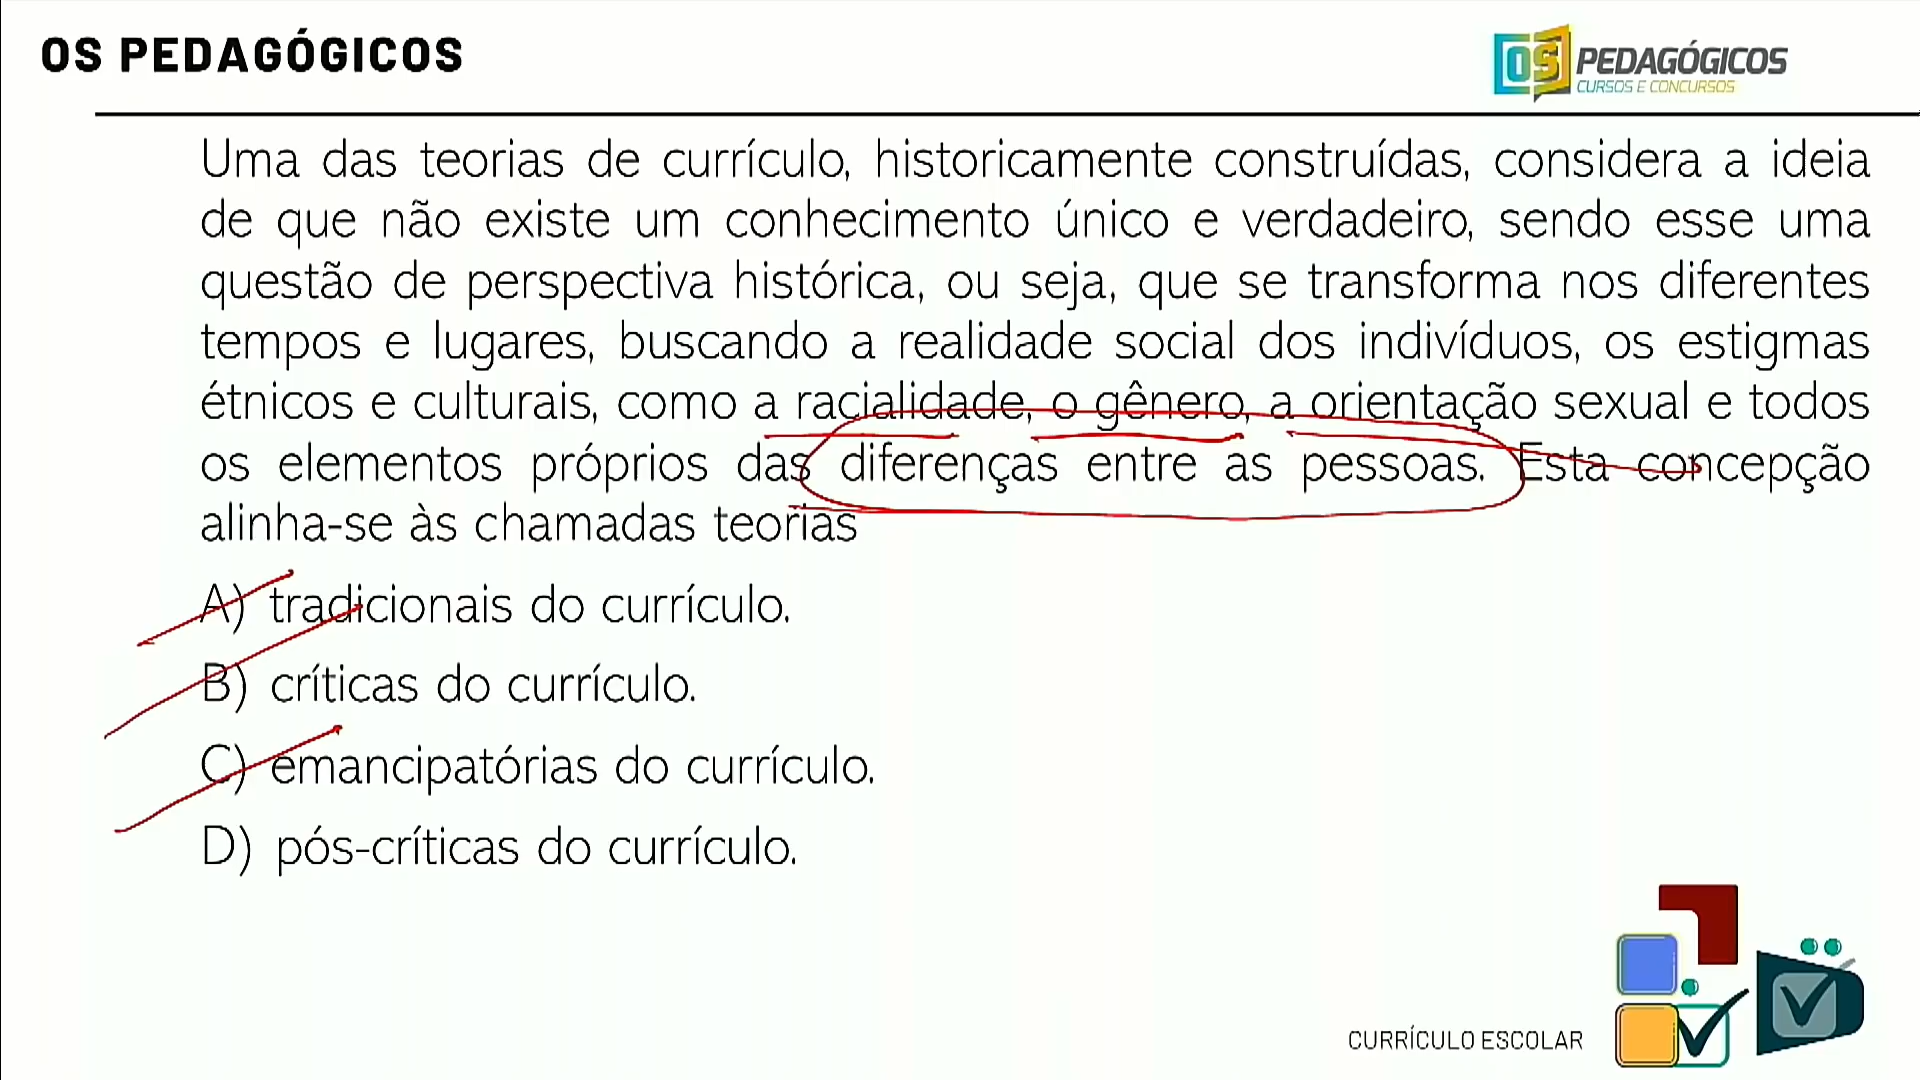 OS PEDAGÓGICOS
OS PEDAGÓGICOS
CURSOS E CONCURSOS
Uma das teorias de currículo, historicamente construídas, considera a ideia
de que não existe um conhecimento único e verdadeiro, sendo esse uma
questão de perspectiva histórica, ou seja, que se transforma nos diferentes
tempos e lugares, buscando a realidade social dos indivíduos, os estigmas
étnicos e culturais, como a racialidade, o gênero, a orientação sexual e todos
os elementos próprios das diferenças entre as pessoas. Esta concepção
alinha-se às chamadas teorias
A) tradicionais do currículo.
B) críticas do currículo.
C) emancipatórias do currículo.
D) pós-críticas do currículo.
CURRÍCULO ESCOLAR